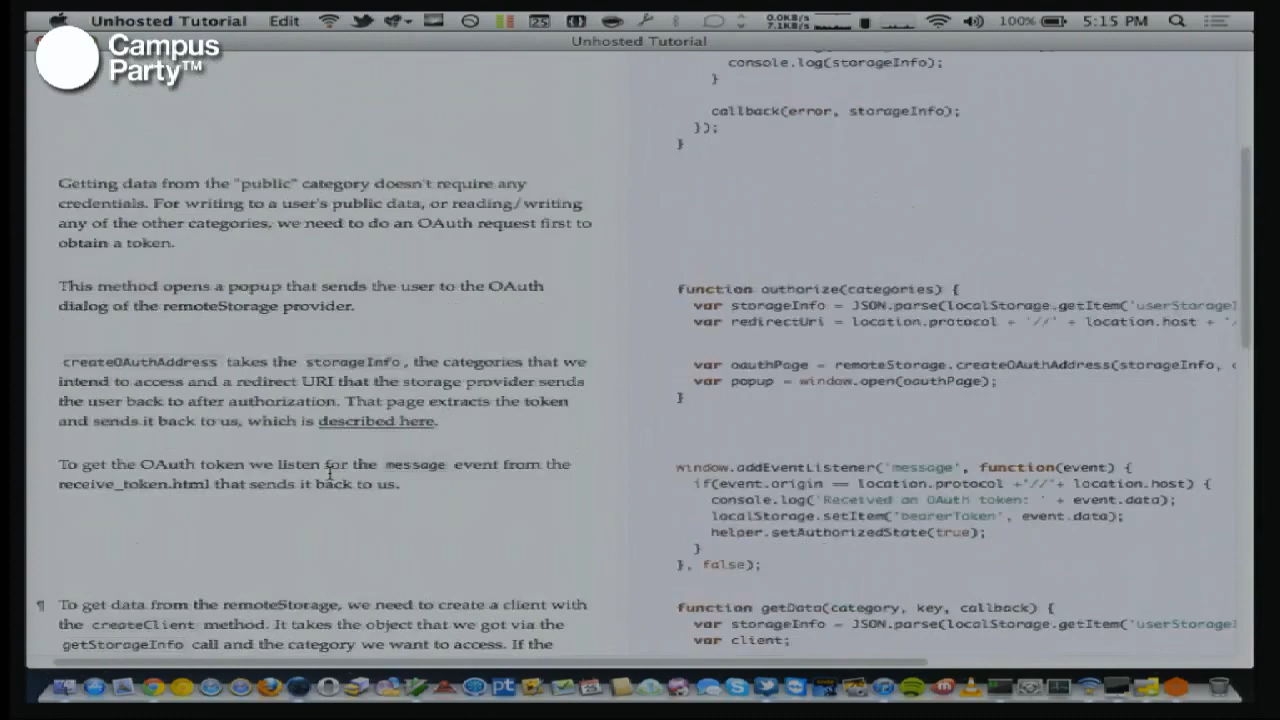 Unhosted Tutorial Edit 0.0KB/s 7.1KB/s 100% 5:15 PM
Unhosted Tutorial
Campus
Party™
console.log(storageInfo);
}
callback(error, storageInfo);
});
}
Getting data from the "public" category doesn't require any
credentials. For writing to a user's public data, or reading/writing
any of the other categories, we need to do an OAuth request first to
obtain a token.
This method opens a popup that sends the user to the OAuth
dialog of the remoteStorage provider.
function authorize(categories) {
var storageInfo = JSON.parse(localStorage.getItem('userStorageI
var redirectUri = location.protocol + '//' + location.host + '/
createOAuthAddress takes the storageInfo, the categories that we
intend to access and a redirect URI that the storage provider sends
the user back to after authorization. That page extracts the token
and sends it back to us, which is described here.
var oauthPage = remoteStorage.createOAuthAddress(storageInfo, c
var popup = window.open(oauthPage);
}
To get the OAuth token we listen for the message event from the
receive_token.html that sends it back to us.
window.addEventListener('message', function(event) {
if(event.origin == location.protocol +'//'+ location.host) {
console.log('Received an OAuth token: ' + event.data);
localStorage.setItem('bearerToken', event.data);
helper.setAuthorizedState(true);
}
}, false);
¶ To get data from the remoteStorage, we need to create a client with
the createClient method. It takes the object that we got via the
getStorageInfo call and the category we want to access. If the
function getData(category, key, callback) {
var storageInfo = JSON.parse(localStorage.getItem('userStorageI
var client;
pt